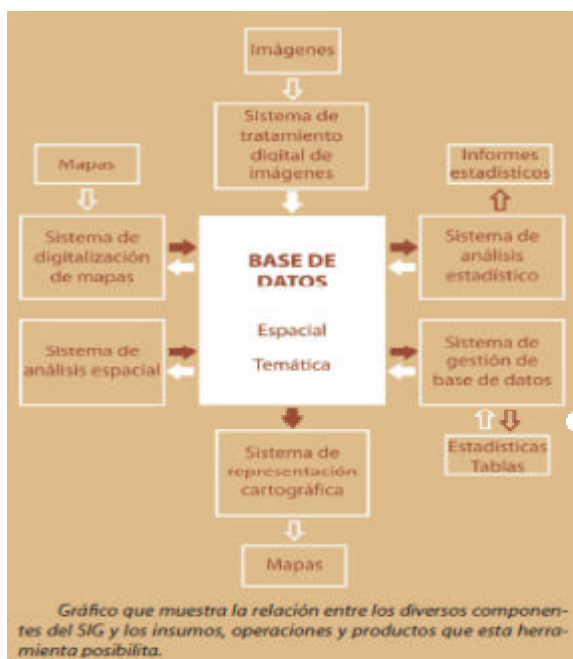 Imágenes
Sistema de
tratamiento
digital de
imágenes
Mapas
Informes
estadísticos
Sistema de
digitalización
de mapas
BASE DE
DATOS
Espacial
Temática
Sistema de
análisis
estadístico
Sistema de
análisis espacial
Sistema de
gestión de
base de datos
Sistema de
representación
cartográfica
Estadísticas
Tablas
Mapas
Gráfico que muestra la relación entre los diversos componen-
tes del SIG y los insumos, operaciones y productos que esta herra-
mienta posibilita.